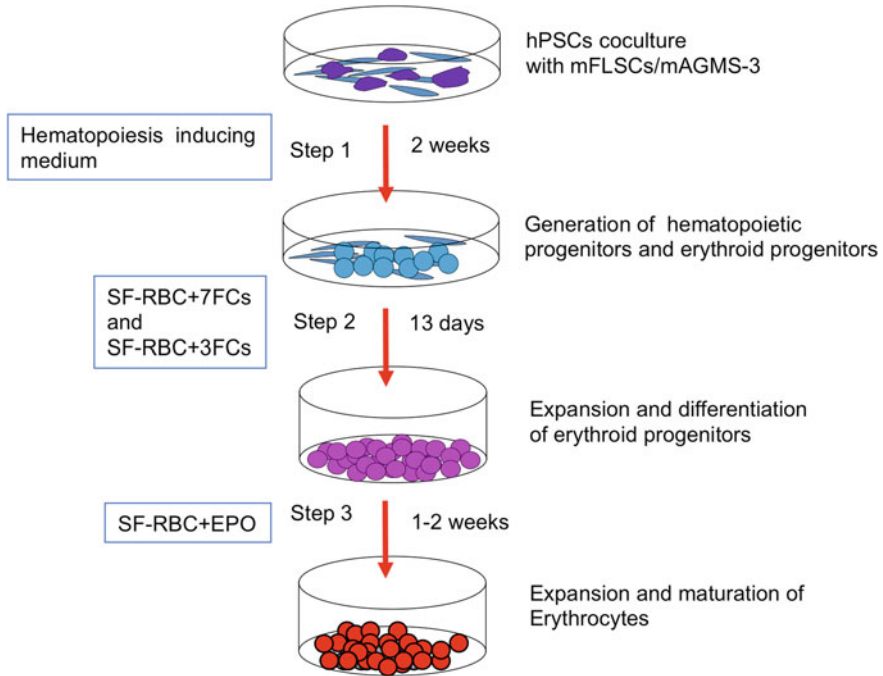 hPSCs coculture
with mFLSCs/mAGMS-3
Hematopoiesis inducing
medium
Step 1
2 weeks
Generation of hematopoietic
progenitors and erythroid progenitors
SF-RBC+7FCs
and
SF-RBC+3FCs
Step 2
13 days
Expansion and differentiation
of erythroid progenitors
SF-RBC+EPO
Step 3
1-2 weeks
Expansion and maturation of
Erythrocytes